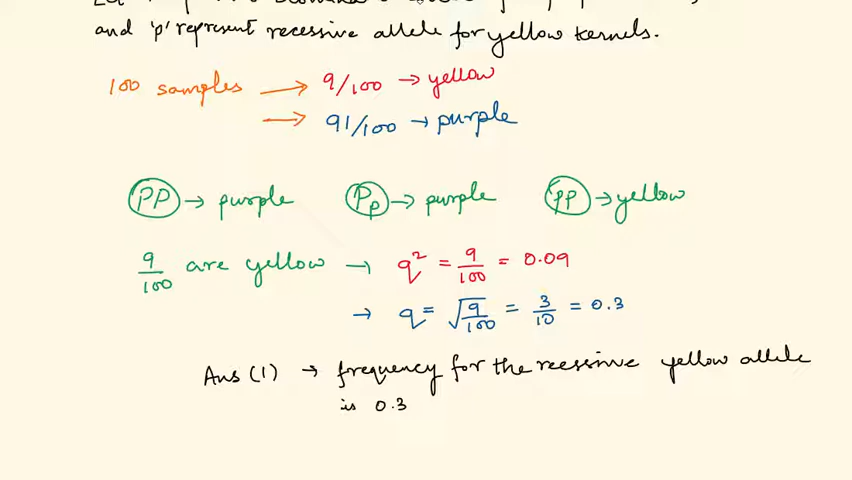 and 'p' represent recessive allele for yellow kernels.
100 samples → 9/100 → yellow
→ 91/100 → purple
PP → purple Pp → purple pp → yellow
9/100 are yellow → q² = 9/100 = 0.09
→ q = √9/100 = 3/10 = 0.3
Ans (1) → frequency for the recessive yellow allele
is 0.3